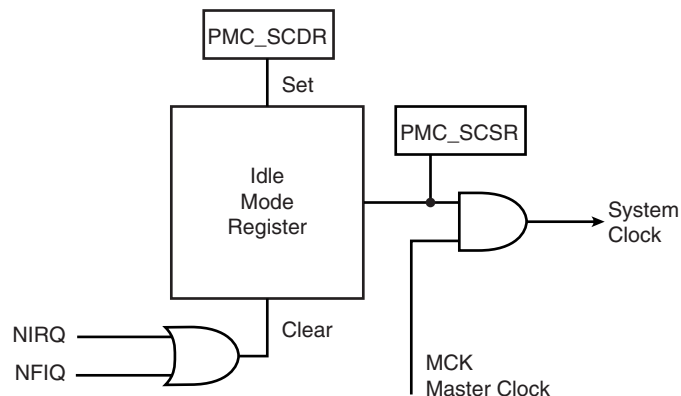 PMC_SCDR
Set
PMC_SCSR
Idle
Mode
Register
System
Clock
Clear
NIRQ
NFIQ
MCK
Master Clock